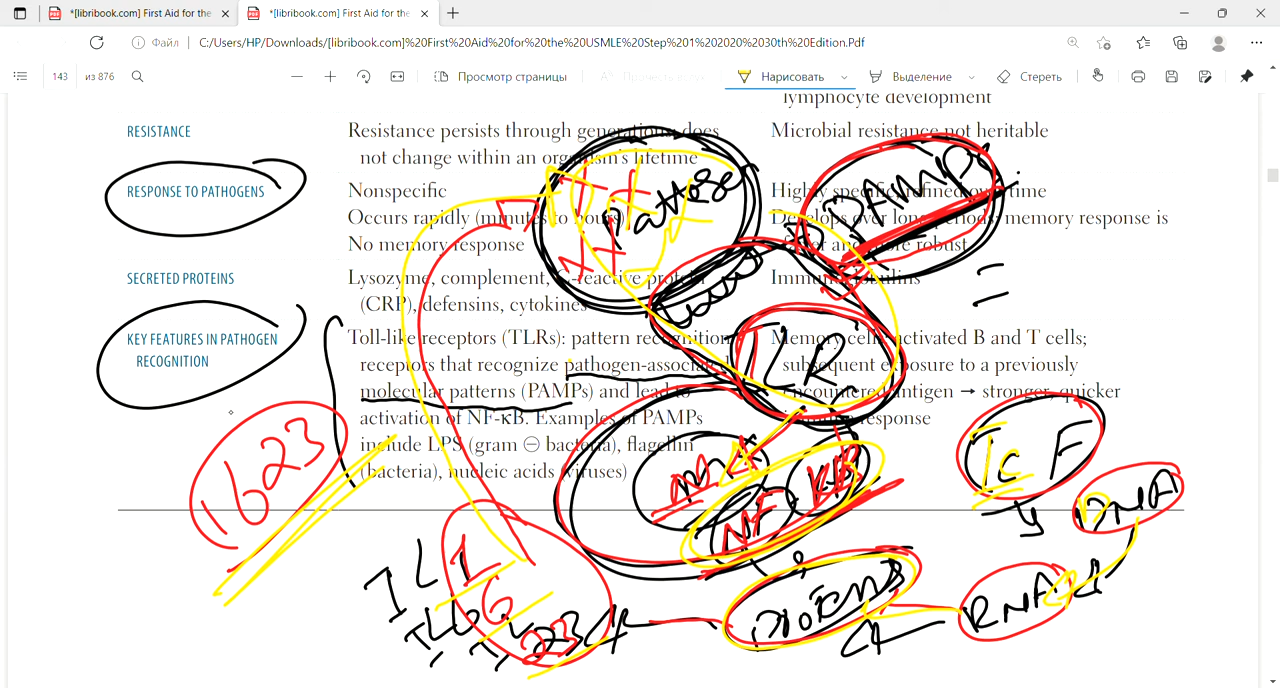 *[libribook.com] First Aid for the
*[libribook.com] First Aid for the
Файл
C:/Users/HP/Downloads/[libribook.com]%20First%20Aid%20for%20the%20USMLE%20Step%201%202020%2030th%20Edition.Pdf
143 из 876
Просмотр страницы
Нарисовать
Выделение
Стереть
lymphocyte development
RESISTANCE
Resistance persists through generations; does
not change within an organism's lifetime
Microbial resistance not heritable
RESPONSE TO PATHOGENS
Nonspecific
Occurs rapidly (minutes to hours)
No memory response
Highly specific, refined over time
Develops over long periods; memory response is
faster and more robust
SECRETED PROTEINS
Lysozyme, complement, C-reactive protein
(CRP), defensins, cytokines
Immunoglobulins
KEY FEATURES IN PATHOGEN
RECOGNITION
Toll-like receptors (TLRs): pattern recognition
receptors that recognize pathogen-associated
molecular patterns (PAMPs) and lead to
activation of NF-κB. Examples of PAMPs
include LPS (gram ⊖ bacteria), flagellin
(bacteria), nucleic acids (viruses)
Memory cells: activated B and T cells;
subsequent exposure to a previously
encountered antigen → stronger, quicker
response
PAMPs
TLR
1623
NF KB
DNA
RNA
proteins
IL 1
6
23